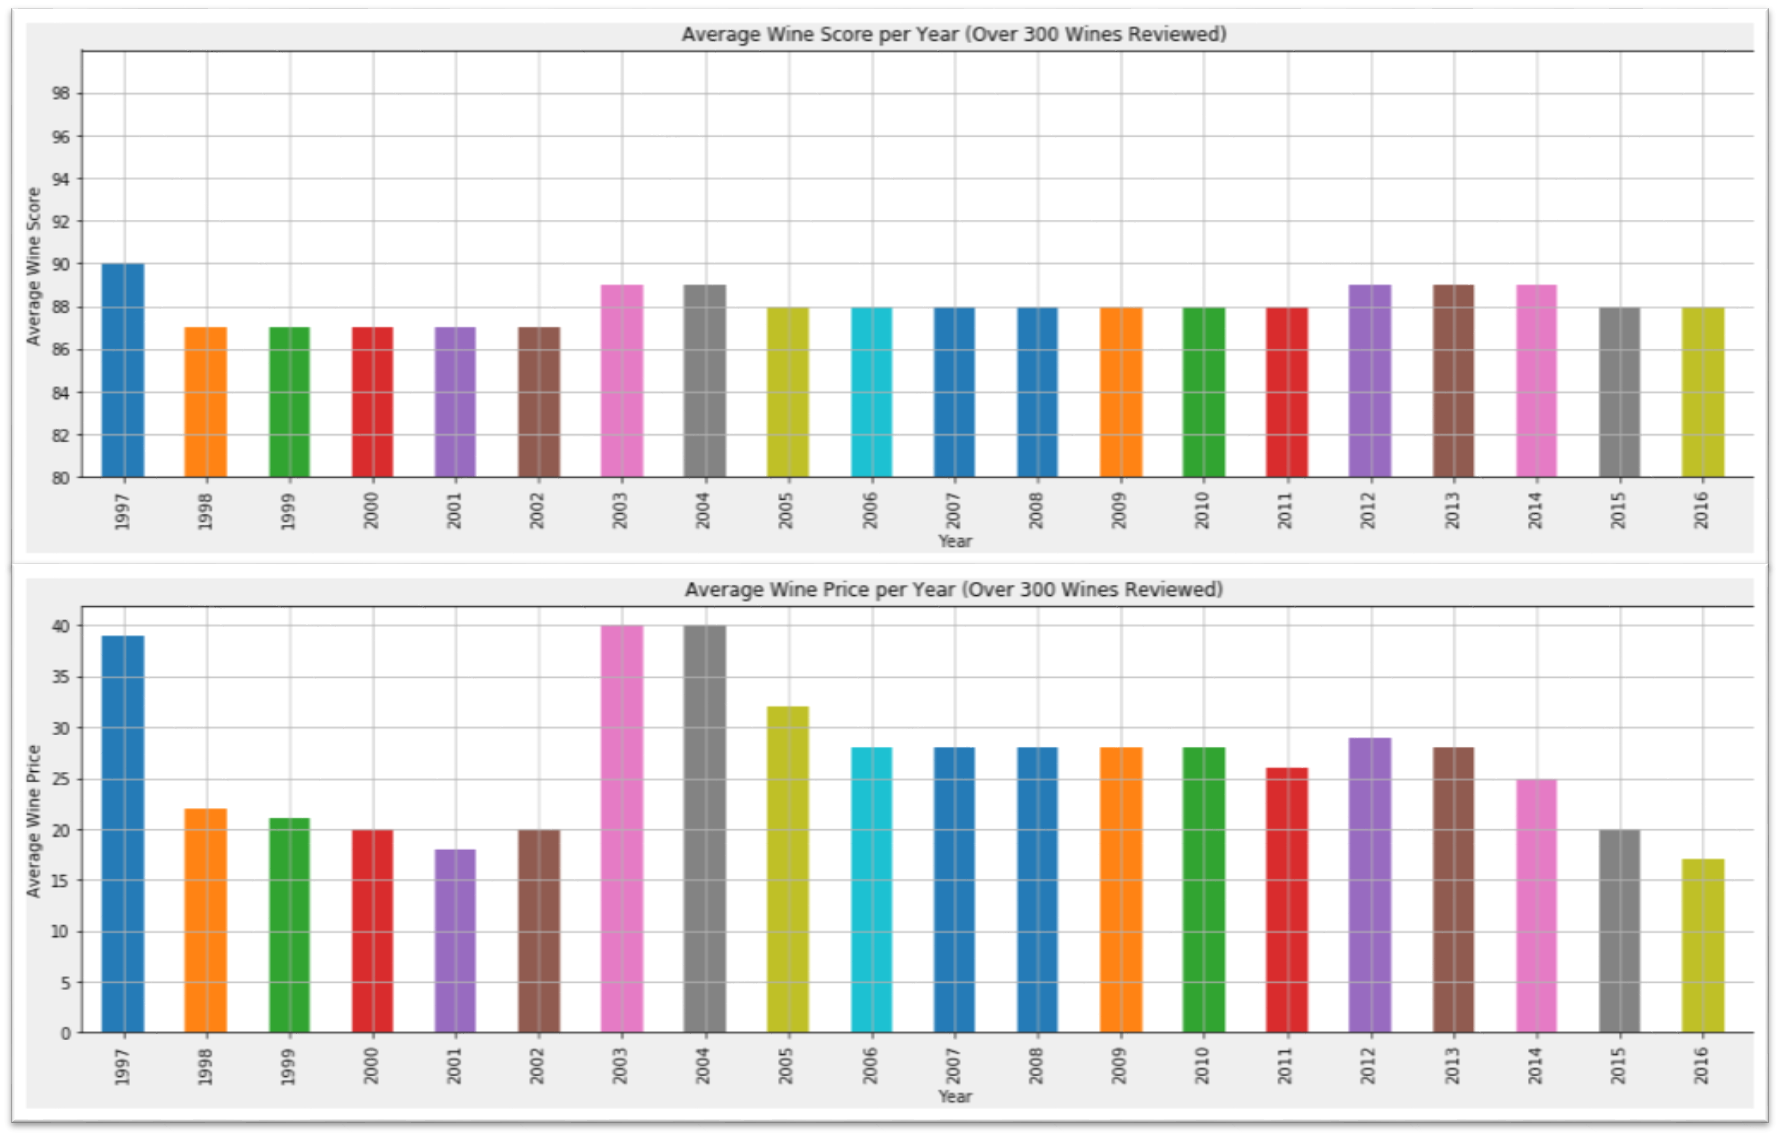 Average Wine Score per Year (Over 300 Wines Reviewed)
Average Wine Score
98
96
94
92
90
88
86
84
82
80
1997 1998 1999 2000 2001 2002 2003 2004 2005 2006 2007 2008 2009 2010 2011 2012 2013 2014 2015 2016
Year
Average Wine Price per Year (Over 300 Wines Reviewed)
Average Wine Price
40
35
30
25
20
15
10
5
0
1997 1998 1999 2000 2001 2002 2003 2004 2005 2006 2007 2008 2009 2010 2011 2012 2013 2014 2015 2016
Year